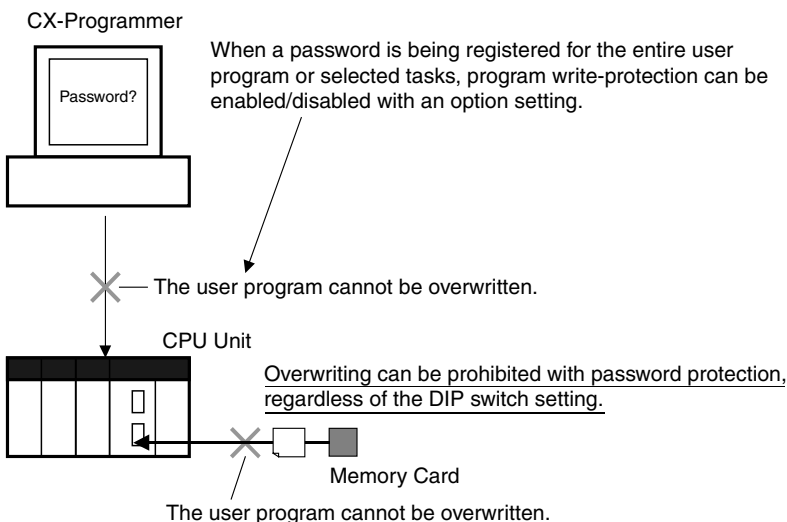 CX-Programmer
When a password is being registered for the entire user
program or selected tasks, program write-protection can be
enabled/disabled with an option setting.
Password?
The user program cannot be overwritten.
CPU Unit
Overwriting can be prohibited with password protection,
regardless of the DIP switch setting.
Memory Card
The user program cannot be overwritten.